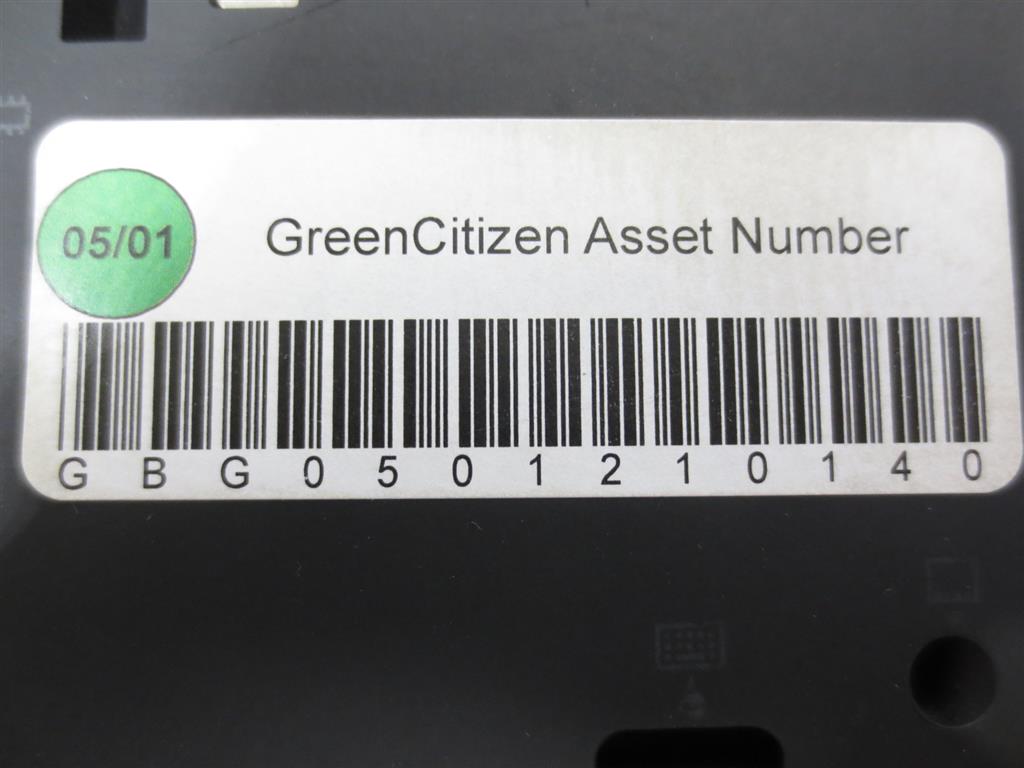 05/01
GreenCitizen Asset Number
G B G 0 5 0 1 2 1 0 1 4 0